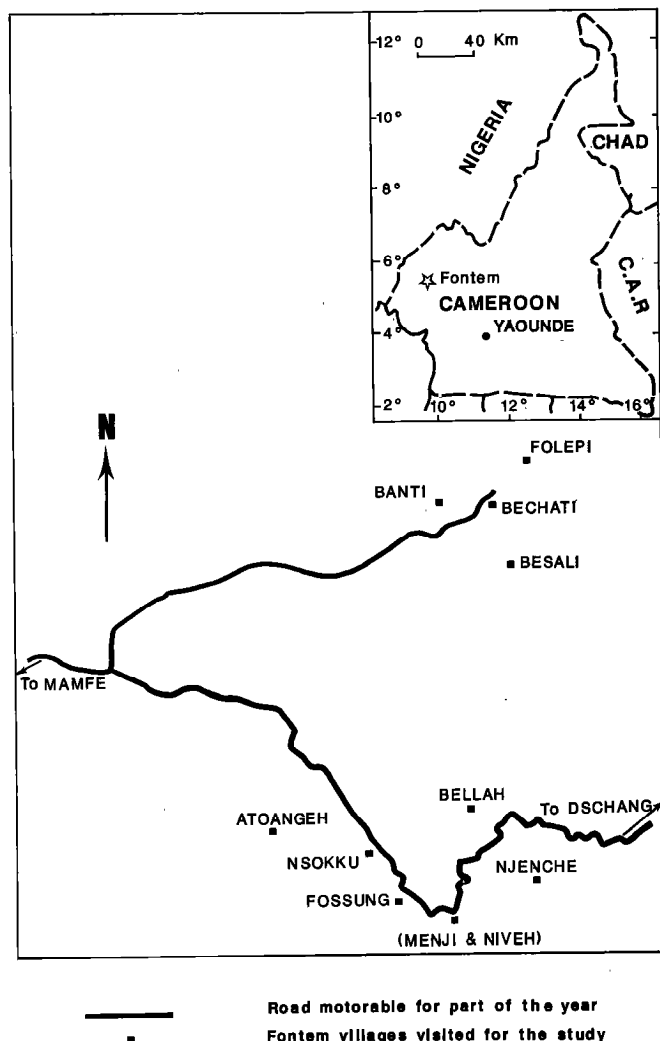 12°
0 40 Km
10°
NIGERIA
CHAD
8°
6°
Fontem
C.A.R
CAMEROON
YAOUNDE
4°
2°
10° 12° 14° 16°
N
FOLEPI
BANTI
BECHATI
BESALI
To MAMFE
BELLAH
To DSCHANG
ATOANGEH
NSOKKU
NJENCHE
FOSSUNG
(MENJI & NIVEH)
Road motorable for part of the year
Fontem villages visited for the study